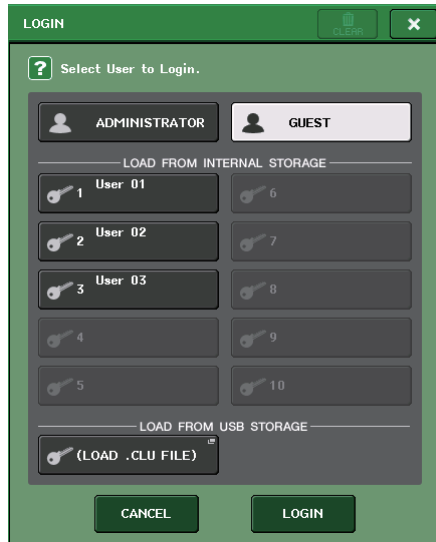 LOGIN
CLEAR
? Select User to Login.
ADMINISTRATOR
GUEST
LOAD FROM INTERNAL STORAGE
1 User 01
6
2 User 02
7
3 User 03
8
4
9
5
10
LOAD FROM USB STORAGE
(LOAD .CLU FILE)
CANCEL
LOGIN